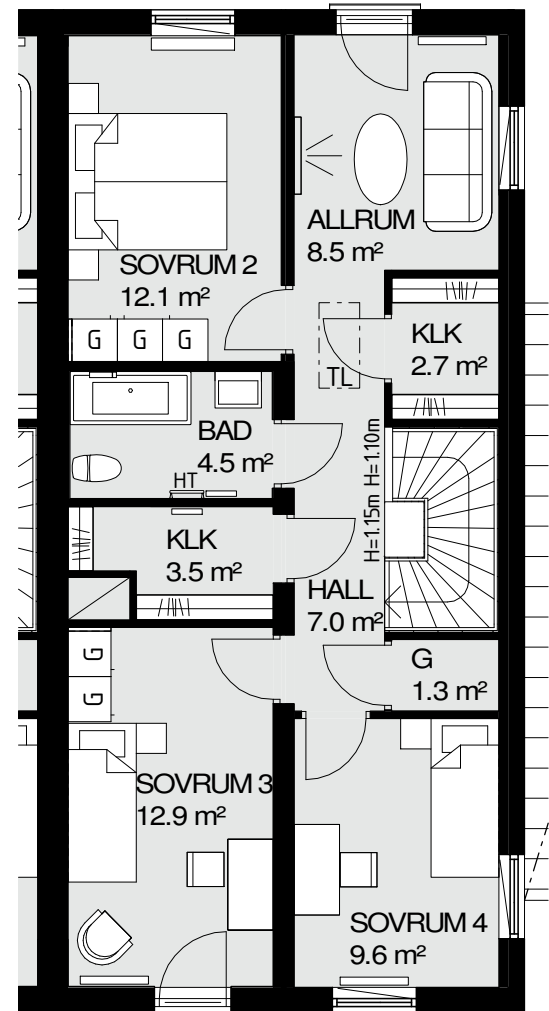 ALLRUM
8.5 m²
SOVRUM 2
12.1 m²
G G G
KLK
2.7 m²
TL
BAD
4.5 m²
HT
H=1.15m H=1.10m
KLK
3.5 m²
HALL
7.0 m²
G
G
G
1.3 m²
SOVRUM 3
12.9 m²
SOVRUM 4
9.6 m²